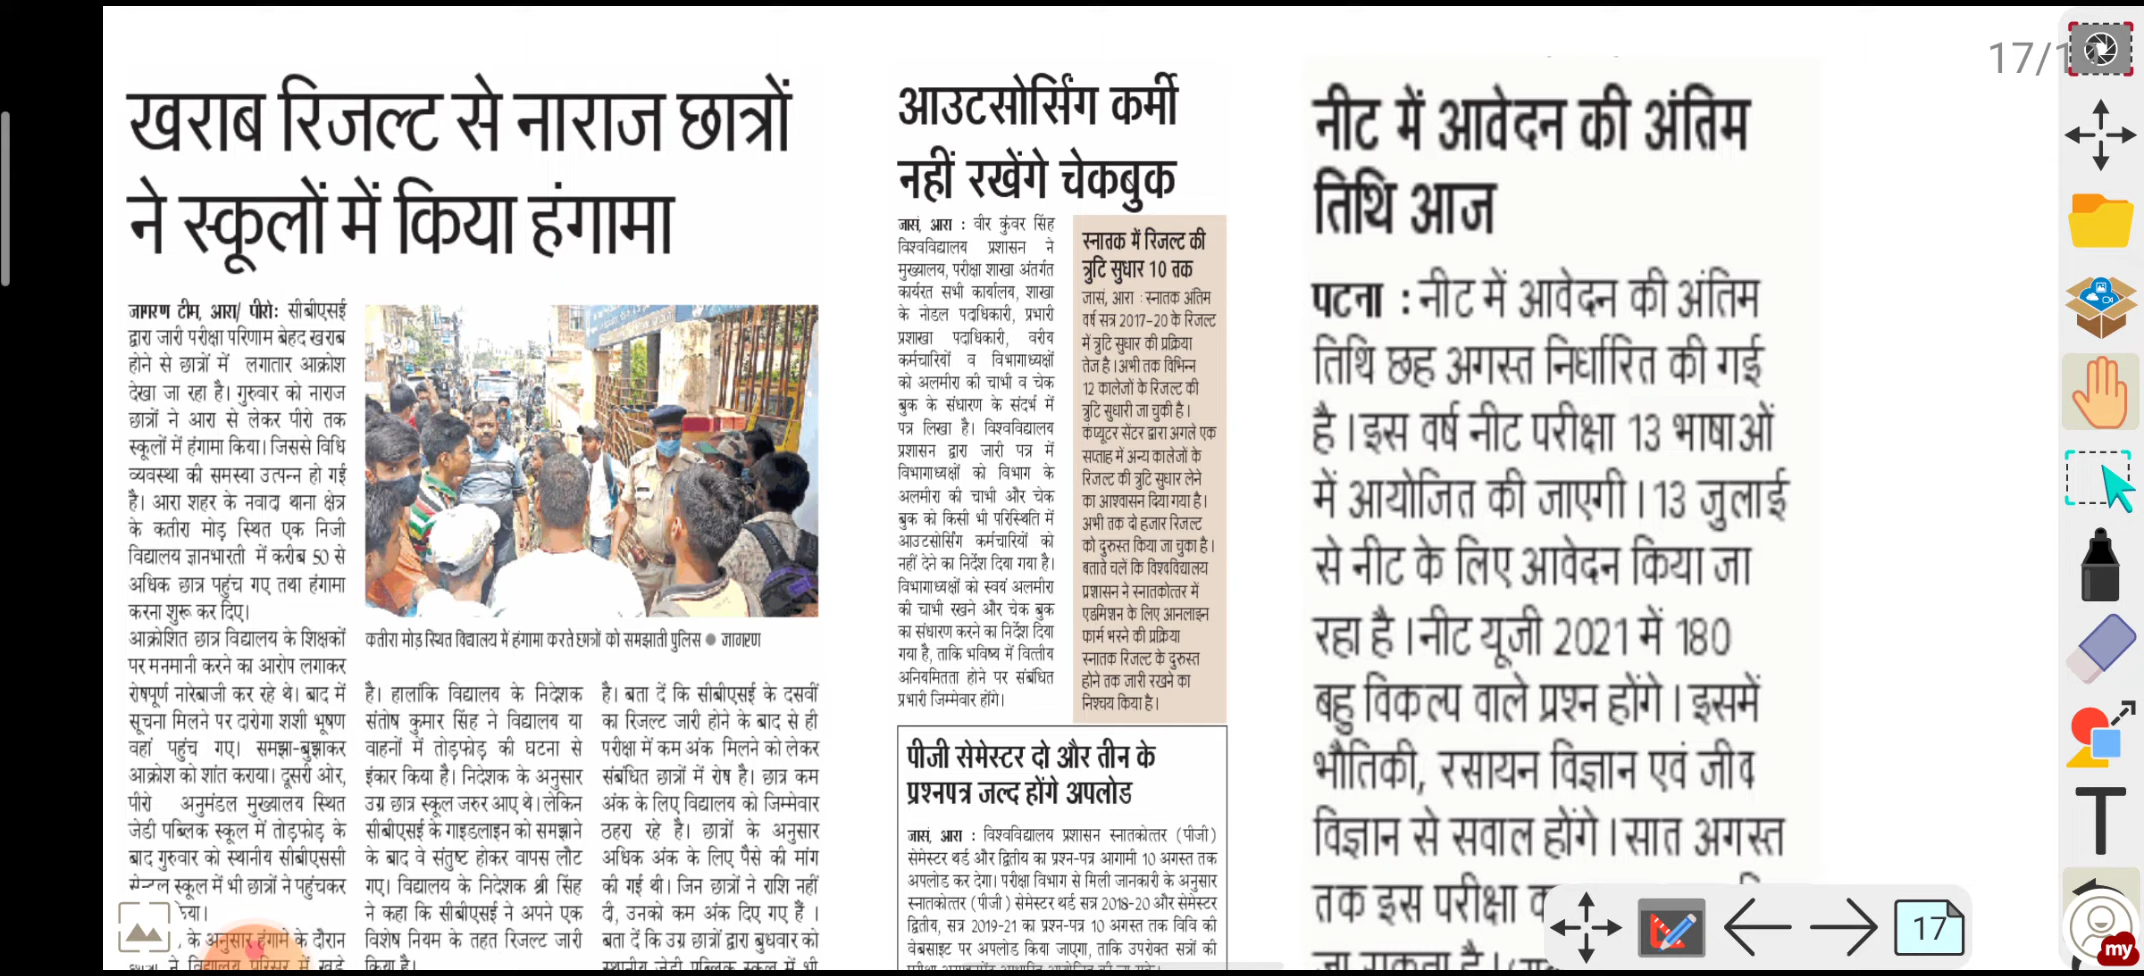 17/1
खराब रिजल्ट से नाराज छात्रों
ने स्कूलों में किया हंगामा
जागरण टीम, आरा/ पीरो: सीबीएसई
द्वारा जारी परीक्षा परिणाम बेहद खराब
होने से छात्रों में लगातार आक्रोश
देखा जा रहा है। गुरुवार को नाराज
छात्रों ने आरा से लेकर पीरो तक
स्कूलों में हंगामा किया। जिससे विधि
व्यवस्था की समस्या उत्पन्न हो गई
है। आरा शहर के नवादा थाना क्षेत्र
के कतीरा मोड़ स्थित एक निजी
विद्यालय ज्ञानभारती में करीब 50 से
अधिक छात्र पहुंच गए तथा हंगामा
करना शुरू कर दिए।
आक्रोशित छात्र विद्यालय के शिक्षकों
पर मनमानी करने का आरोप लगाकर
रोषपूर्ण नारेबाजी कर रहे थे। बाद में
सूचना मिलने पर दारोगा शशी भूषण
वहां पहुंच गए। समझा-बुझाकर
आक्रोश को शांत कराया। दूसरी ओर,
पीरो अनुमंडल मुख्यालय स्थित
जेडी पब्लिक स्कूल में तोड़फोड़ के
बाद गुरुवार को स्थानीय सीबीएससी
सेन्ट्रल स्कूल में भी छात्रों ने पहुंचकर
के अनुसार हंगामे के दौरान
ने विद्यालय परिसर में खड़े
कतीरा मोड़ स्थित विद्यालय में हंगामा करते छात्रों को समझाती पुलिस ● जागरण
है। हालांकि विद्यालय के निदेशक
संतोष कुमार सिंह ने विद्यालय या
वाहनों में तोड़फोड़ की घटना से
इंकार किया है। निदेशक के अनुसार
उग्र छात्र स्कूल जरुर आए थे। लेकिन
सीबीएसई के गाइडलाइन को समझाने
के बाद वे संतुष्ट होकर वापस लौट
गए। विद्यालय के निदेशक श्री सिंह
ने कहा कि सीबीएसई ने अपने एक
विशेष नियम के तहत रिजल्ट जारी
किया है।
है। बता दें कि सीबीएसई के दसवीं
का रिजल्ट जारी होने के बाद से ही
परीक्षा में कम अंक मिलने को लेकर
संबंधित छात्रों में रोष है। छात्र कम
अंक के लिए विद्यालय को जिम्मेवार
ठहरा रहे है। छात्रों के अनुसार
अधिक अंक के लिए पैसे की मांग
की गई थी। जिन छात्रों ने राशि नहीं
दी, उनको कम अंक दिए गए हैं ।
बता दें कि उग्र छात्रों द्वारा बुधवार को
स्थानीय जेडी पब्लिक स्कूल में भी
आउटसोर्सिंग कर्मी
नहीं रखेंगे चेकबुक
जासं, आरा : वीर कुंवर सिंह
विश्वविद्यालय प्रशासन ने
मुख्यालय, परीक्षा शाखा अंतर्गत
कार्यरत सभी कार्यालय, शाखा
के नोडल पदाधिकारी, प्रभारी
प्रशाखा पदाधिकारी, वरीय
कर्मचारियों व विभागाध्यक्षों
को अलमीरा की चाभी व चेक
बुक के संधारण के संदर्भ में
पत्र लिखा है। विश्वविद्यालय
प्रशासन द्वारा जारी पत्र में
विभागाध्यक्षों को विभाग के
अलमीरा की चाभी और चेक
बुक को किसी भी परिस्थिति में
आउटसोर्सिंग कर्मचारियों को
नहीं देने का निर्देश दिया गया है।
विभागाध्यक्षों को स्वयं अलमीरा
की चाभी रखने और चेक बुक
का संधारण करने का निर्देश दिया
गया है, ताकि भविष्य में वित्तीय
अनियमितता होने पर संबंधित
प्रभारी जिम्मेवार होंगे।
स्नातक में रिजल्ट की
त्रुटि सुधार 10 तक
जासं, आरा : स्नातक अंतिम
वर्ष सत्र 2017-20 के रिजल्ट
में त्रुटि सुधार की प्रक्रिया
तेज है। अभी तक विभिन्न
12 कालेजों के रिजल्ट की
त्रुटि सुधारी जा चुकी है।
कंप्यूटर सेंटर द्वारा अगले एक
सप्ताह में अन्य कालेजों के
रिजल्ट की त्रुटि सुधार लेने
का आश्वासन दिया गया है।
अभी तक दो हजार रिजल्ट
को दुरुस्त किया जा चुका है।
बताते चलें कि विश्वविद्यालय
प्रशासन ने स्नातकोत्तर में
एडमिशन के लिए आनलाइन
फार्म भरने की प्रक्रिया
स्नातक रिजल्ट के दुरुस्त
होने तक जारी रखने का
निश्चय किया है।
पीजी सेमेस्टर दो और तीन के
प्रश्नपत्र जल्द होंगे अपलोड
जासं, आरा : विश्वविद्यालय प्रशासन स्नातकोत्तर (पीजी)
सेमेस्टर थर्ड और द्वितीय का प्रश्न-पत्र आगामी 10 अगस्त तक
अपलोड कर देगा। परीक्षा विभाग से मिली जानकारी के अनुसार
स्नातकोत्तर (पीजी ) सेमेस्टर थर्ड सत्र 2018-20 और सेमेस्टर
द्वितीय, सत्र 2019-21 का प्रश्न-पत्र 10 अगस्त तक विवि की
वेबसाइट पर अपलोड किया जाएगा, ताकि उपरोक्त सत्रों की
नीट में आवेदन की अंतिम
तिथि आज
पटना : नीट में आवेदन की अंतिम
तिथि छह अगस्त निर्धारित की गई
है। इस वर्ष नीट परीक्षा 13 भाषाओं
में आयोजित की जाएगी। 13 जुलाई
से नीट के लिए आवेदन किया जा
रहा है। नीट यूजी 2021 में 180
बहु विकल्प वाले प्रश्न होंगे। इसमें
भौतिकी, रसायन विज्ञान एवं जीव
विज्ञान से सवाल होंगे। सात अगस्त
तक इस परीक्षा
जा सकता है।
T
17
my